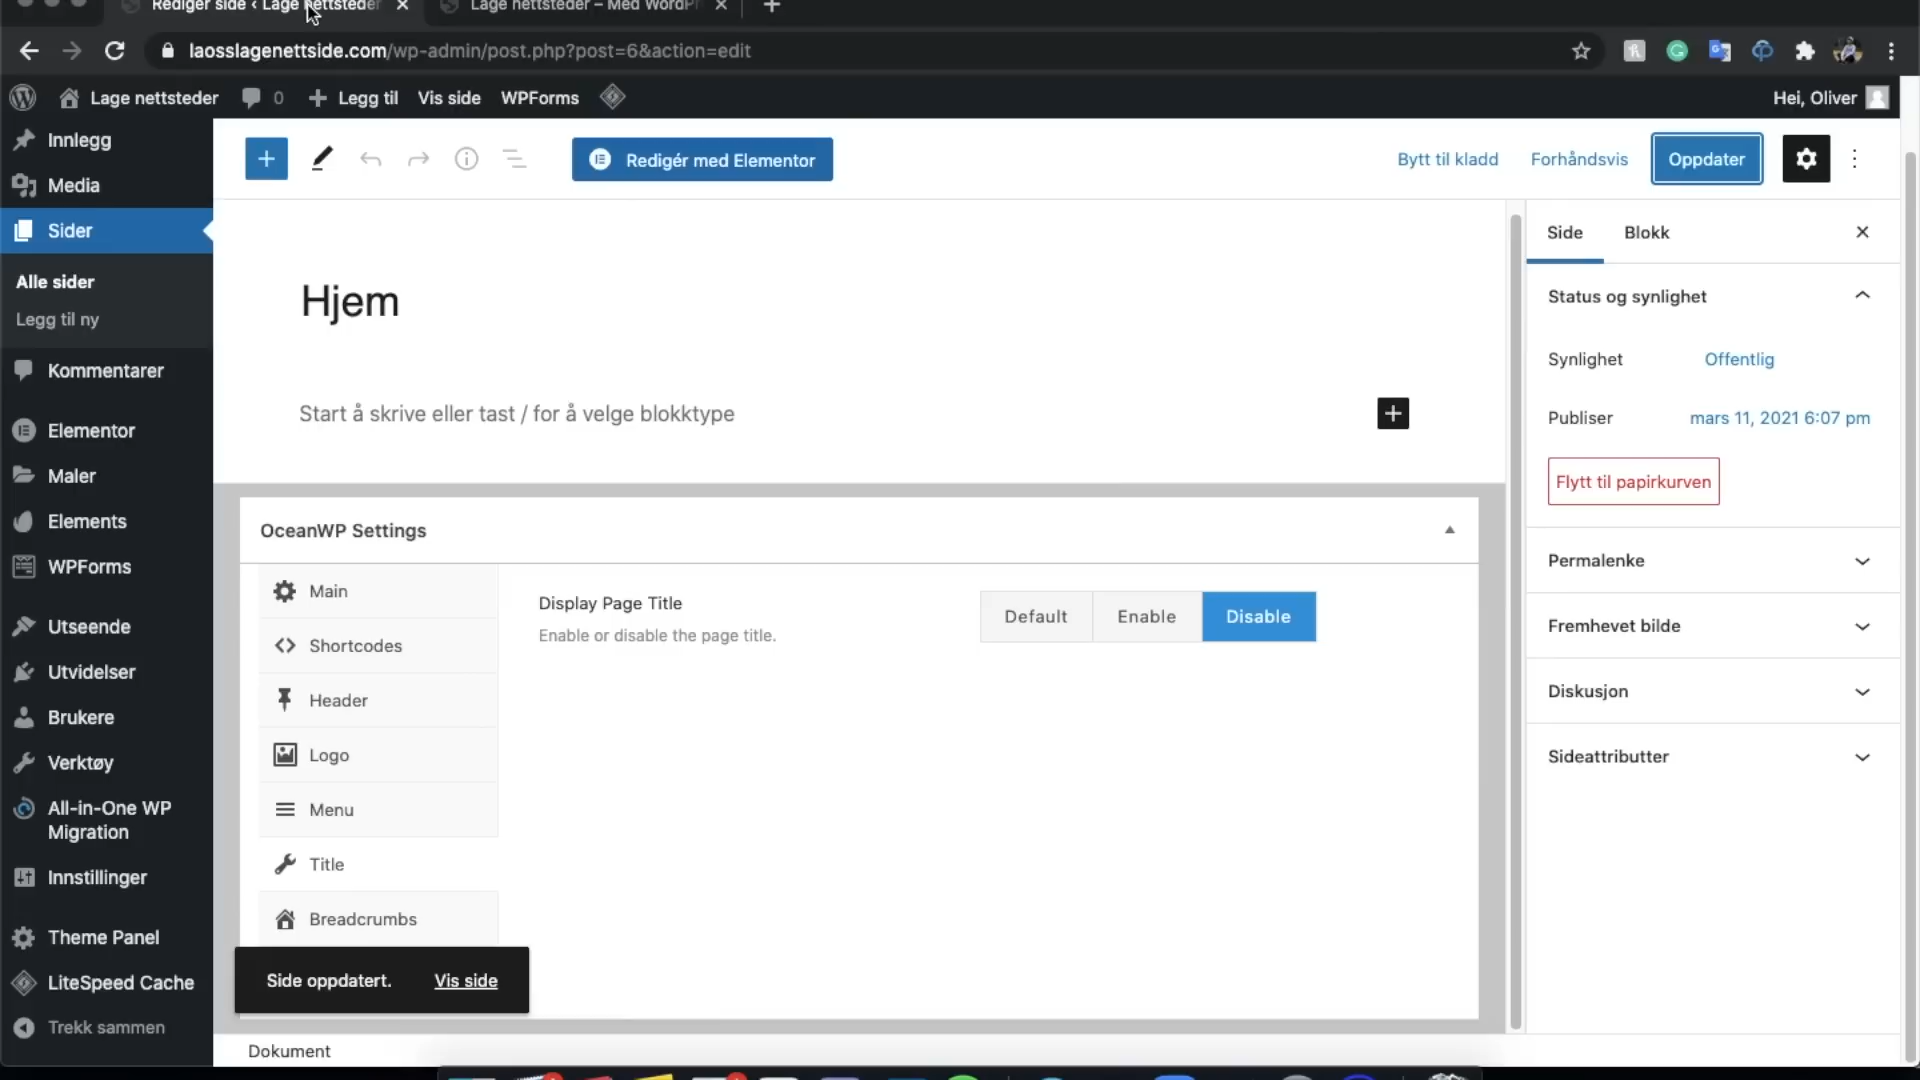 Rediger side ‹ Lage nettsteder
Lage nettsteder – Med WordPr
laosslagenettside.com/wp-admin/post.php?post=6&action=edit
Lage nettsteder
0
Legg til
Vis side
WPForms
Hei, Oliver
Innlegg
Media
Sider
Alle sider
Legg til ny
Kommentarer
Elementor
Maler
Elements
WPForms
Utseende
Utvidelser
Brukere
Verktøy
All-in-One WP
Migration
Innstillinger
Theme Panel
LiteSpeed Cache
Trekk sammen
Redigér med Elementor
Bytt til kladd
Forhåndsvis
Oppdater
Hjem
Start å skrive eller tast / for å velge blokktype
OceanWP Settings
Main
Shortcodes
Header
Logo
Menu
Title
Breadcrumbs
Display Page Title
Enable or disable the page title.
Default
Enable
Disable
Side oppdatert.
Vis side
Dokument
Side
Blokk
Status og synlighet
Synlighet
Offentlig
Publiser
mars 11, 2021 6:07 pm
Flytt til papirkurven
Permalenke
Fremhevet bilde
Diskusjon
Sideattributter